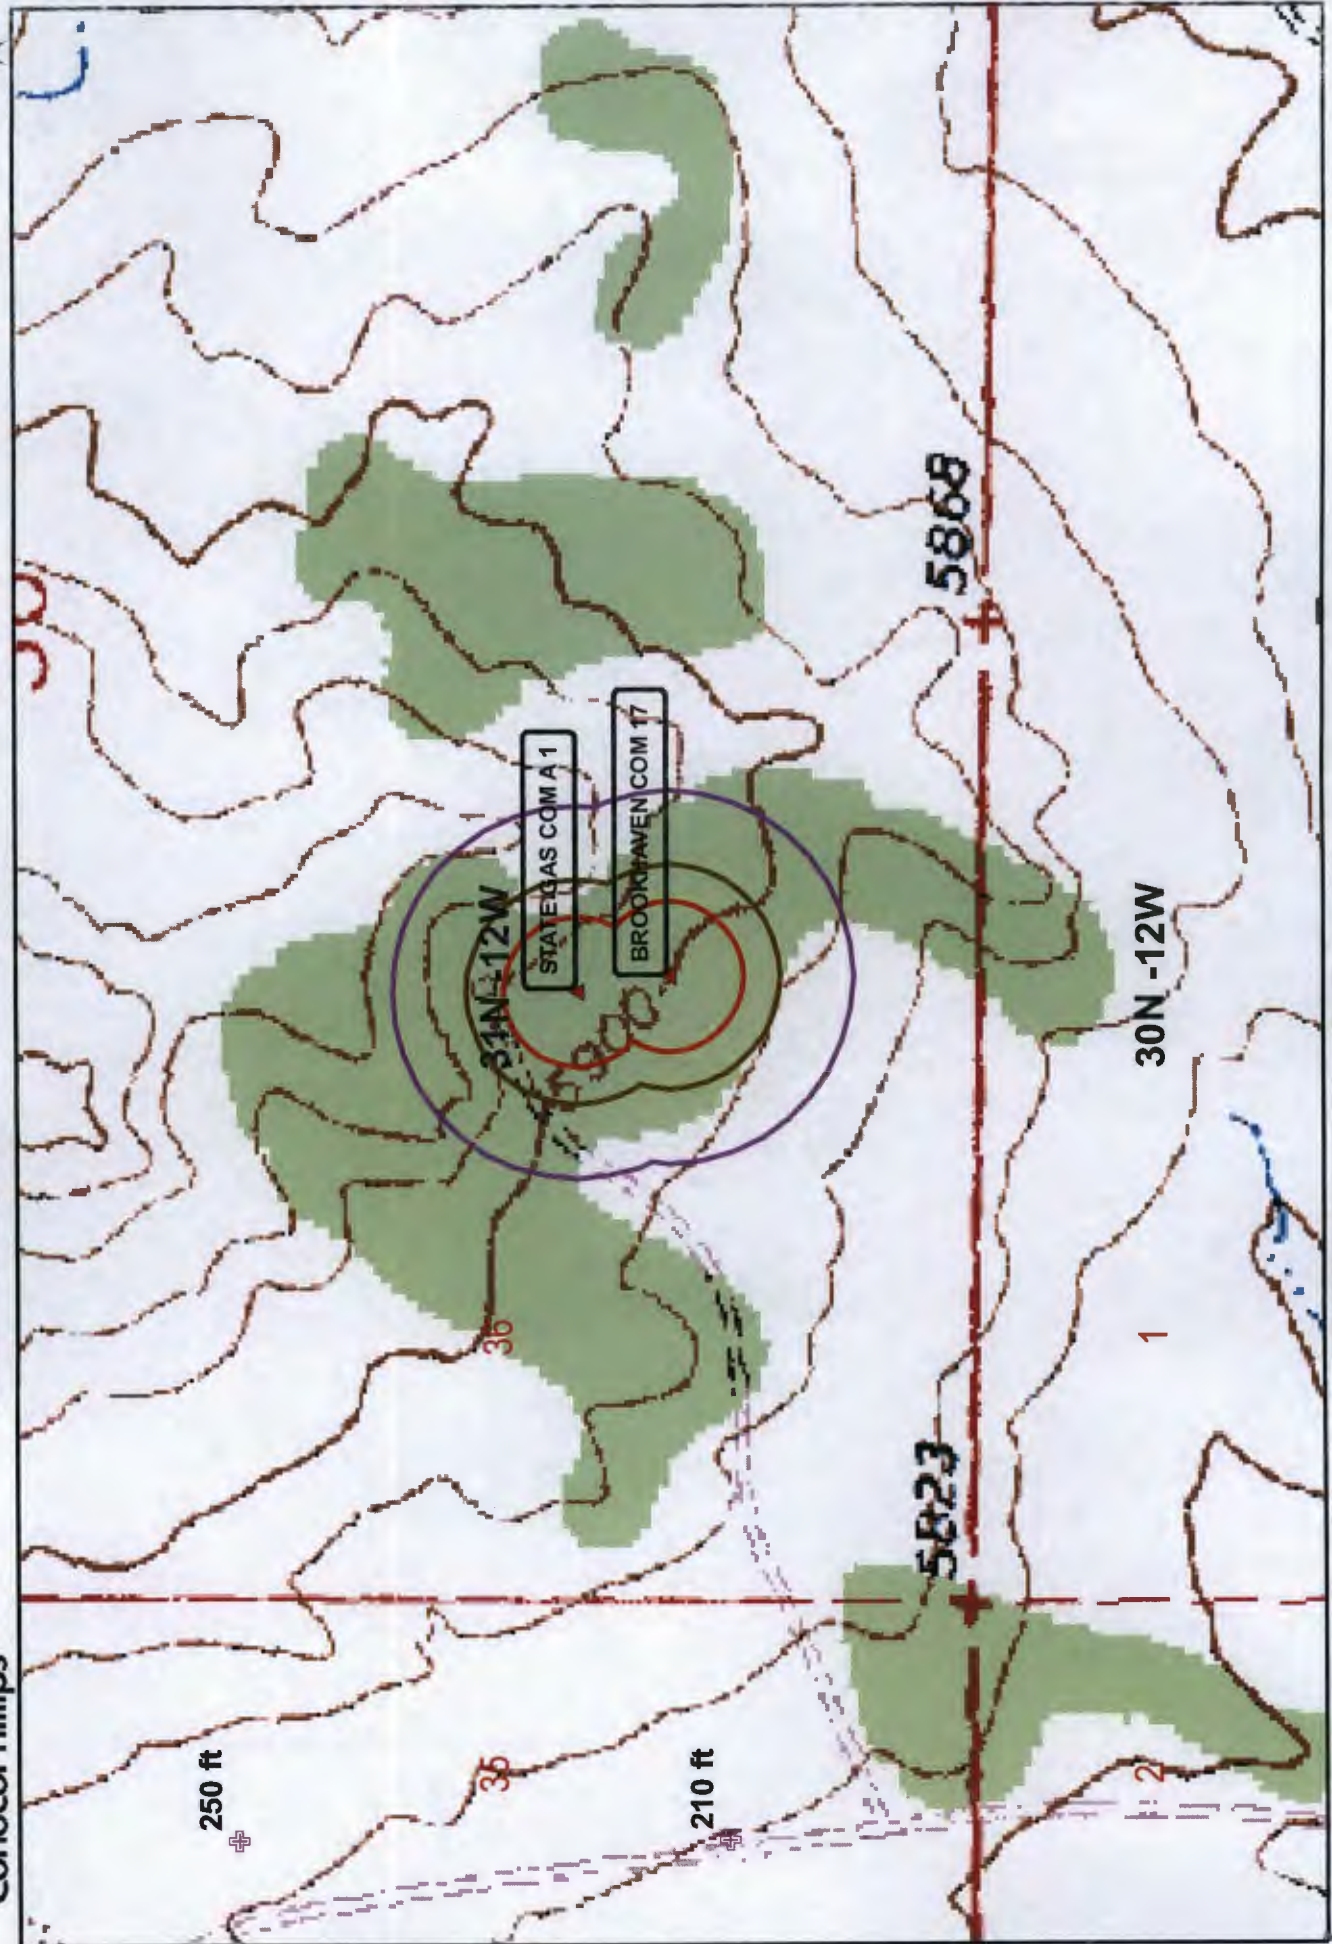 ConocoPhillips
250 ft
35
210 ft
2
5823
36
1
31N -12W
5900
STATE GAS COM A 1
BROOKHAVEN COM 17
30N -12W
5868